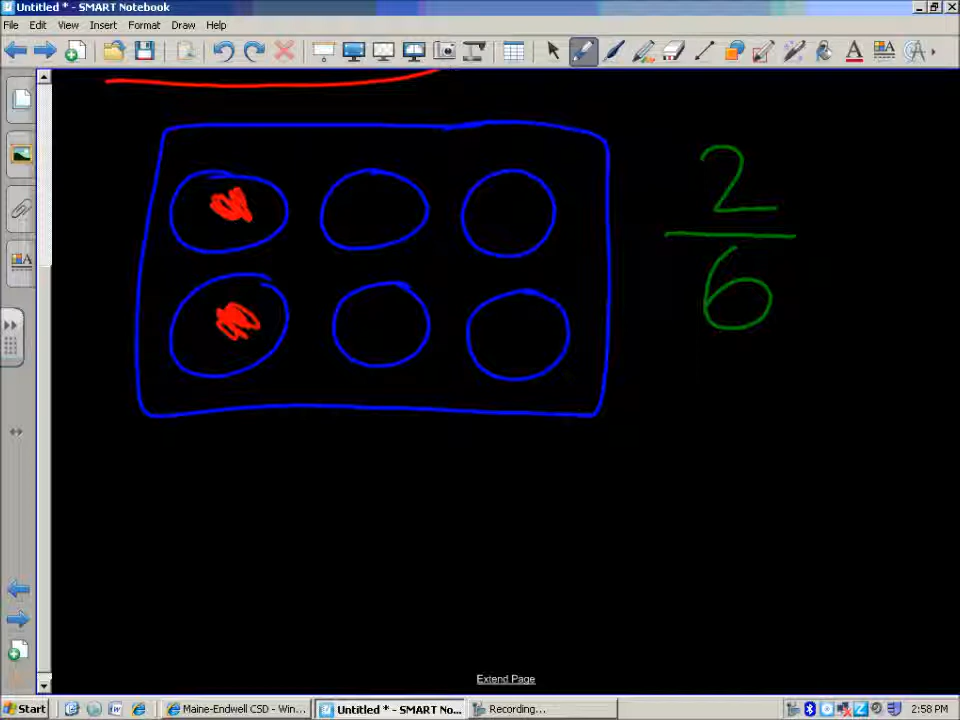 Untitled * - SMART Notebook
File Edit View Insert Format Draw Help
2
6
Extend Page
Start Maine-Endwell CSD - Win... Untitled * - SMART No... Recording... 2:58 PM